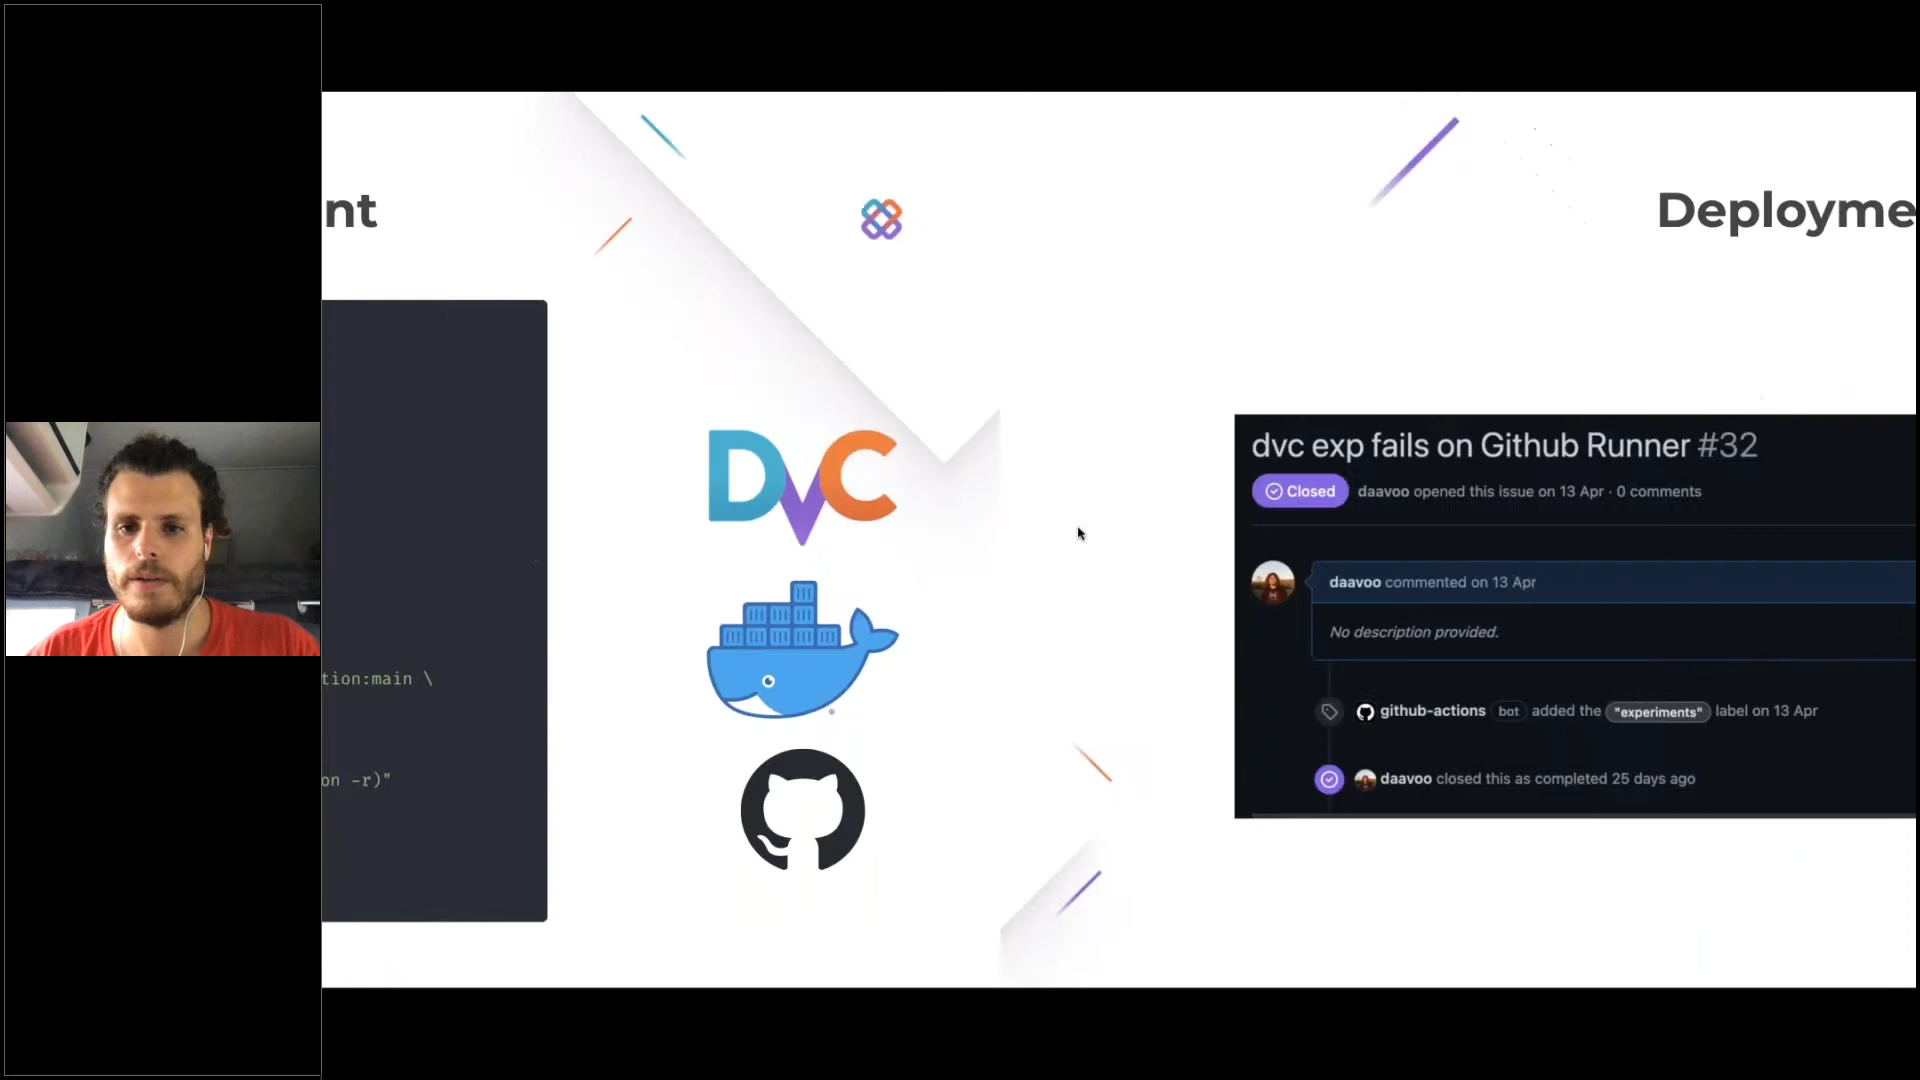 nt
Deployme
DVC
tion:main \
on -r)"
dvc exp fails on Github Runner #32
Closed daavoo opened this issue on 13 Apr · 0 comments
daavoo commented on 13 Apr
No description provided.
github-actions bot added the "experiments" label on 13 Apr
daavoo closed this as completed 25 days ago